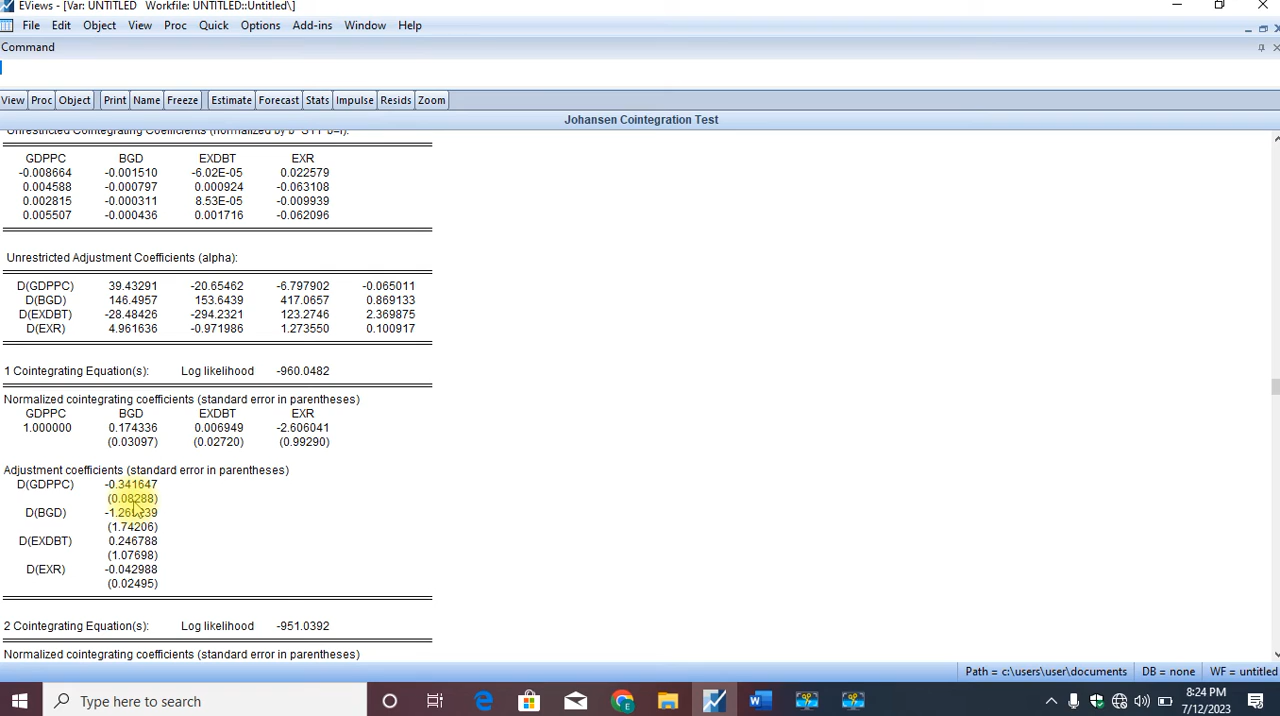 EViews - [Var: UNTITLED Workfile: UNTITLED::Untitled\]
File Edit Object View Proc Quick Options Add-ins Window Help
Command
View Proc Object Print Name Freeze Estimate Forecast Stats Impulse Resids Zoom
Johansen Cointegration Test
Unrestricted Cointegrating Coefficients (normalized by b'*S11*b=I):
GDPPC BGD EXDBT EXR
-0.008664 -0.001510 -6.02E-05 0.022579
0.004588 -0.000797 0.000924 -0.063108
0.002815 -0.000311 8.53E-05 -0.009939
0.005507 -0.000436 0.001716 -0.062096
Unrestricted Adjustment Coefficients (alpha):
D(GDPPC) 39.43291 -20.65462 -6.797902 -0.065011
D(BGD) 146.4957 153.6439 417.0657 0.869133
D(EXDBT) -28.48426 -294.2321 123.2746 2.369875
D(EXR) 4.961636 -0.971986 1.273550 0.100917
1 Cointegrating Equation(s): Log likelihood -960.0482
Normalized cointegrating coefficients (standard error in parentheses)
GDPPC BGD EXDBT EXR
1.000000 0.174336 0.006949 -2.606041
(0.03097) (0.02720) (0.99290)
Adjustment coefficients (standard error in parentheses)
D(GDPPC) -0.341647
(0.08288)
D(BGD)
(1.74206)
D(EXDBT) 0.246788
(1.07698)
D(EXR) -0.042988
(0.02495)
2 Cointegrating Equation(s): Log likelihood -951.0392
Normalized cointegrating coefficients (standard error in parentheses)
Path = c:\users\user\documents DB = none WF = untitled
Type here to search
8:24 PM
7/12/2023